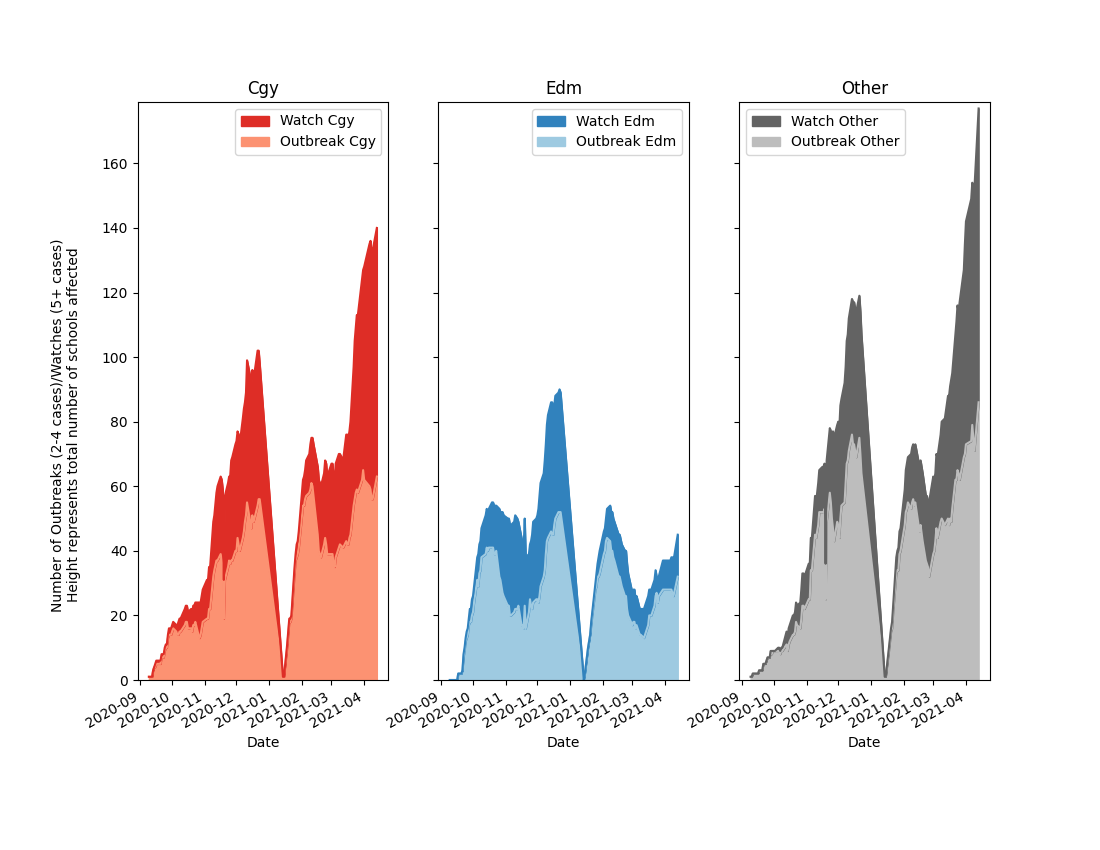 Cgy
Edm
Other
Watch Cgy
Outbreak Cgy
Watch Edm
Outbreak Edm
Watch Other
Outbreak Other
Number of Outbreaks (2-4 cases)/Watches (5+ cases)
Height represents total number of schools affected
160
140
120
100
80
60
40
20
0
2020-09
2020-10
2020-11
2020-12
2021-01
2021-02
2021-03
2021-04
2020-09
2020-10
2020-11
2020-12
2021-01
2021-02
2021-03
2021-04
2020-09
2020-10
2020-11
2020-12
2021-01
2021-02
2021-03
2021-04
Date
Date
Date